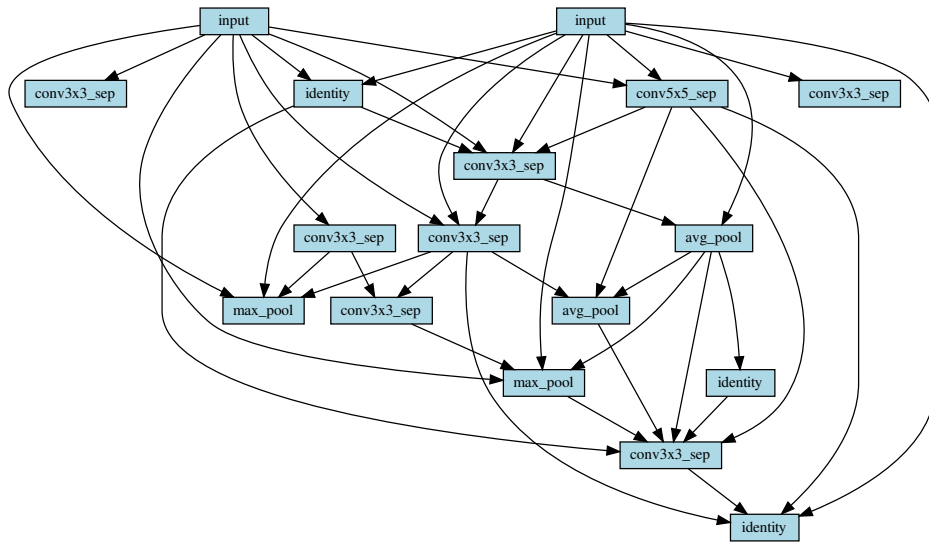 input
input
conv3x3_sep
identity
conv5x5_sep
conv3x3_sep
conv3x3_sep
conv3x3_sep
conv3x3_sep
avg_pool
max_pool
conv3x3_sep
avg_pool
max_pool
identity
conv3x3_sep
identity